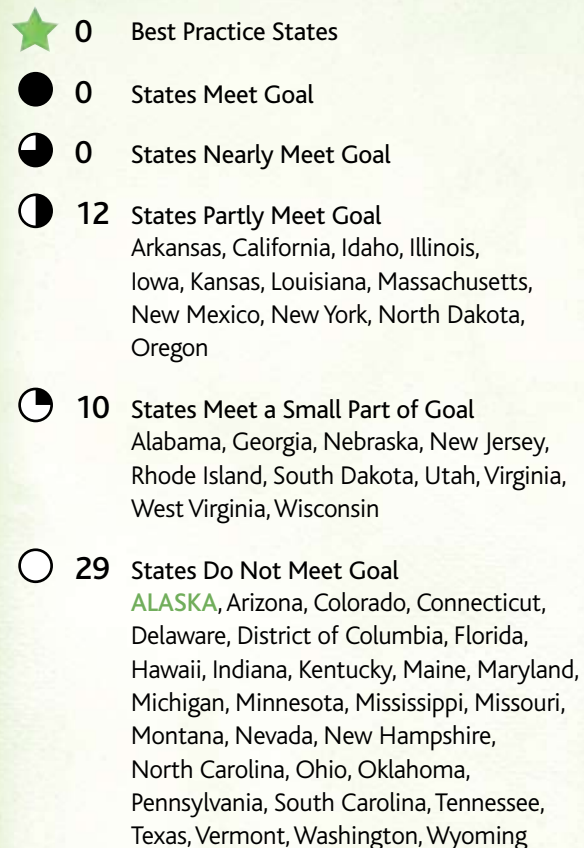 0 Best Practice States
0 States Meet Goal
0 States Nearly Meet Goal
12 States Partly Meet Goal
Arkansas, California, Idaho, Illinois,
Iowa, Kansas, Louisiana, Massachusetts,
New Mexico, New York, North Dakota,
Oregon
10 States Meet a Small Part of Goal
Alabama, Georgia, Nebraska, New Jersey,
Rhode Island, South Dakota, Utah, Virginia,
West Virginia, Wisconsin
29 States Do Not Meet Goal
ALASKA, Arizona, Colorado, Connecticut,
Delaware, District of Columbia, Florida,
Hawaii, Indiana, Kentucky, Maine, Maryland,
Michigan, Minnesota, Mississippi, Missouri,
Montana, Nevada, New Hampshire,
North Carolina, Ohio, Oklahoma,
Pennsylvania, South Carolina, Tennessee,
Texas, Vermont, Washington, Wyoming